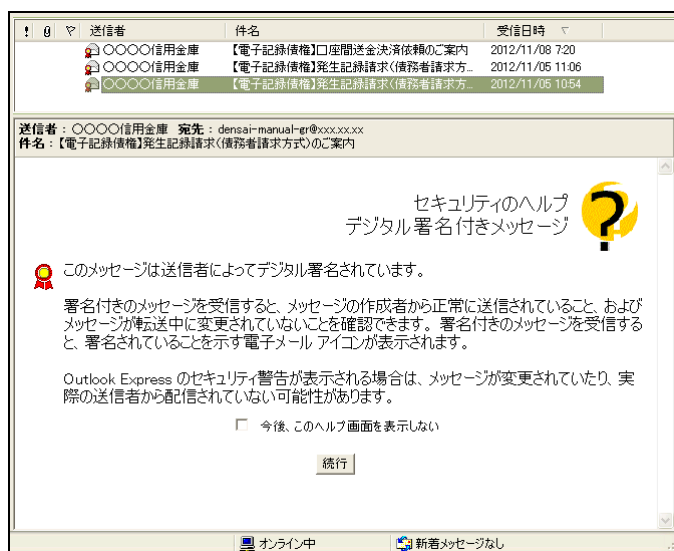 ! 送信者 件名 受信日時
〇〇〇〇信用金庫 【電子記録債権】口座間送金決済依頼のご案内 2012/11/08 7:20
〇〇〇〇信用金庫 【電子記録債権】発生記録請求(債務者請求方... 2012/11/05 11:06
〇〇〇〇信用金庫 【電子記録債権】発生記録請求(債務者請求方... 2012/11/05 10:54
送信者: 〇〇〇〇信用金庫 宛先: densai-manual-gr@xxx.xx.xx
件名: 【電子記録債権】発生記録請求(債務者請求方式)のご案内
セキュリティのヘルプ
デジタル署名付きメッセージ
このメッセージは送信者によってデジタル署名されています。
署名付きのメッセージを受信すると、メッセージの作成者から正常に送信されていること、および
メッセージが転送中に変更されていないことを確認できます。 署名付きのメッセージを受信する
と、署名されていることを示す電子メール アイコンが表示されます。
Outlook Express のセキュリティ警告が表示される場合は、メッセージが変更されていたり、実
際の送信者から配信されていない可能性があります。
今後、このヘルプ画面を表示しない
続行
オンライン中 新着メッセージなし